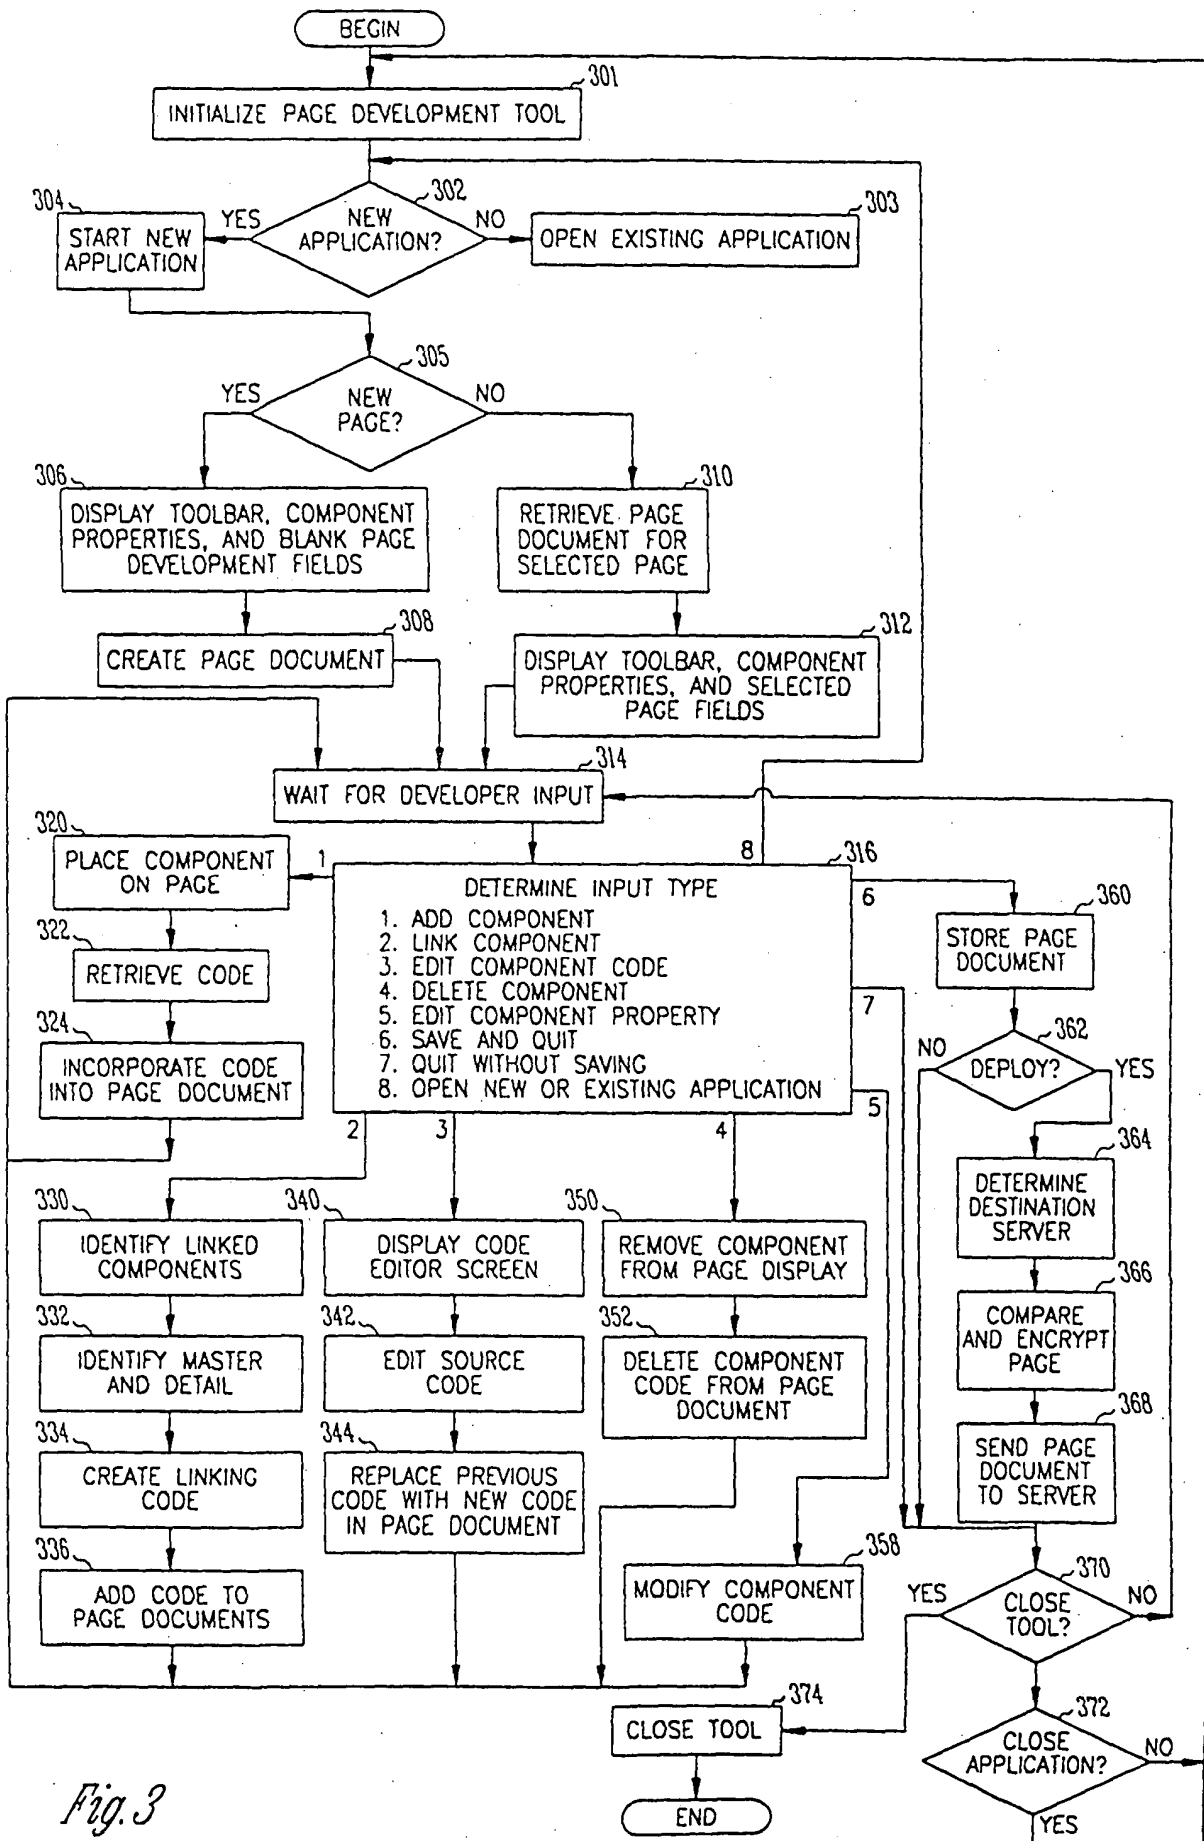 BEGIN
301
INITIALIZE PAGE DEVELOPMENT TOOL
302
NEW
APPLICATION?
YES
NO
304
START NEW
APPLICATION
303
OPEN EXISTING APPLICATION
305
NEW
PAGE?
YES
NO
306
DISPLAY TOOLBAR, COMPONENT
PROPERTIES, AND BLANK PAGE
DEVELOPMENT FIELDS
310
RETRIEVE PAGE
DOCUMENT FOR
SELECTED PAGE
308
CREATE PAGE DOCUMENT
312
DISPLAY TOOLBAR, COMPONENT
PROPERTIES, AND SELECTED
PAGE FIELDS
314
WAIT FOR DEVELOPER INPUT
320
PLACE COMPONENT
ON PAGE
1
8
316
DETERMINE INPUT TYPE
1. ADD COMPONENT
2. LINK COMPONENT
3. EDIT COMPONENT CODE
4. DELETE COMPONENT
5. EDIT COMPONENT PROPERTY
6. SAVE AND QUIT
7. QUIT WITHOUT SAVING
8. OPEN NEW OR EXISTING APPLICATION
6
7
5
2
3
4
322
RETRIEVE CODE
324
INCORPORATE CODE
INTO PAGE DOCUMENT
360
STORE PAGE
DOCUMENT
362
DEPLOY?
NO
YES
364
DETERMINE
DESTINATION
SERVER
366
COMPARE
AND ENCRYPT
PAGE
368
SEND PAGE
DOCUMENT
TO SERVER
330
IDENTIFY LINKED
COMPONENTS
332
IDENTIFY MASTER
AND DETAIL
334
CREATE LINKING
CODE
336
ADD CODE TO
PAGE DOCUMENTS
340
DISPLAY CODE
EDITOR SCREEN
342
EDIT SOURCE
CODE
344
REPLACE PREVIOUS
CODE WITH NEW CODE
IN PAGE DOCUMENT
350
REMOVE COMPONENT
FROM PAGE DISPLAY
352
DELETE COMPONENT
CODE FROM PAGE
DOCUMENT
358
MODIFY COMPONENT
CODE
370
CLOSE
TOOL?
YES
NO
374
CLOSE TOOL
372
CLOSE
APPLICATION?
NO
YES
END
Fig. 3